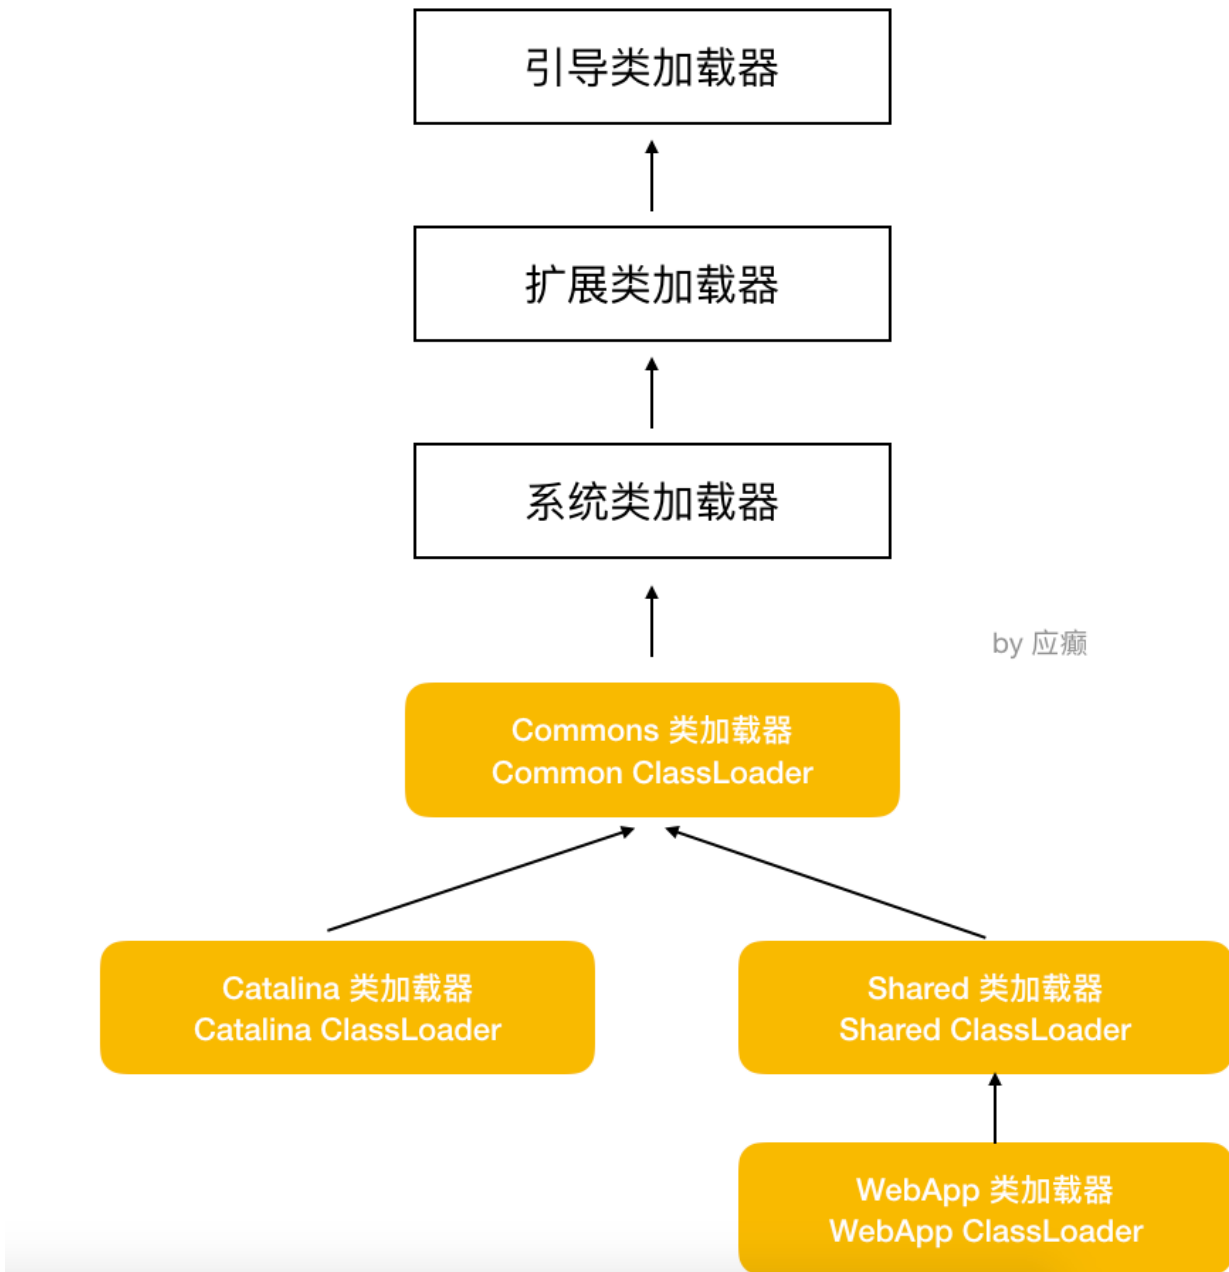 引导类加载器
扩展类加载器
系统类加载器
by 应癫
Commons 类加载器
Common ClassLoader
Catalina 类加载器
Catalina ClassLoader
Shared 类加载器
Shared ClassLoader
WebApp 类加载器
WebApp ClassLoader